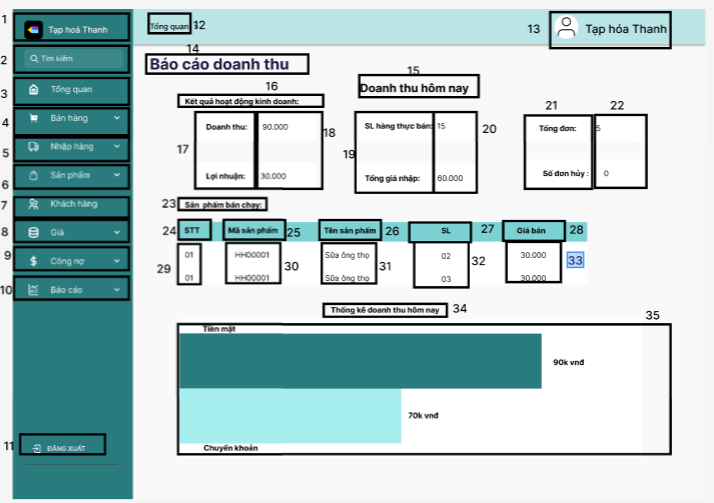 1 Tạp hoá Thanh
2 Tìm kiếm
3 Tổng quan
4 Bán hàng
5 Nhập hàng
6 Sản phẩm
7 Khách hàng
8 Giá
9 $ Công nợ
10 Báo cáo
11 ĐĂNG XUẤT
Tổng quan 12
13 Tạp hóa Thanh
14
Báo cáo doanh thu
15
Doanh thu hôm nay
16
Kết quả hoạt động kinh doanh:
17
Doanh thu: 90.000
18
Lợi nhuận: 30.000
19
SL hàng thực bán: 15
20
Tổng giá nhập: 60.000
21 22
Tổng đơn: 5
Số đơn hủy : 0
23 Sản phẩm bán chạy:
24 STT Mã sản phẩm 25 Tên sản phẩm 26 SL 27 Giá bán 28
01 HH00001 Sữa ông thọ 02 30.000
29 30 31 32 33
01 HH00001 Sữa ông thọ 03 30.000
Thống kê doanh thu hôm nay 34
35
Tiền mặt
90k vnđ
70k vnđ
Chuyển khoản